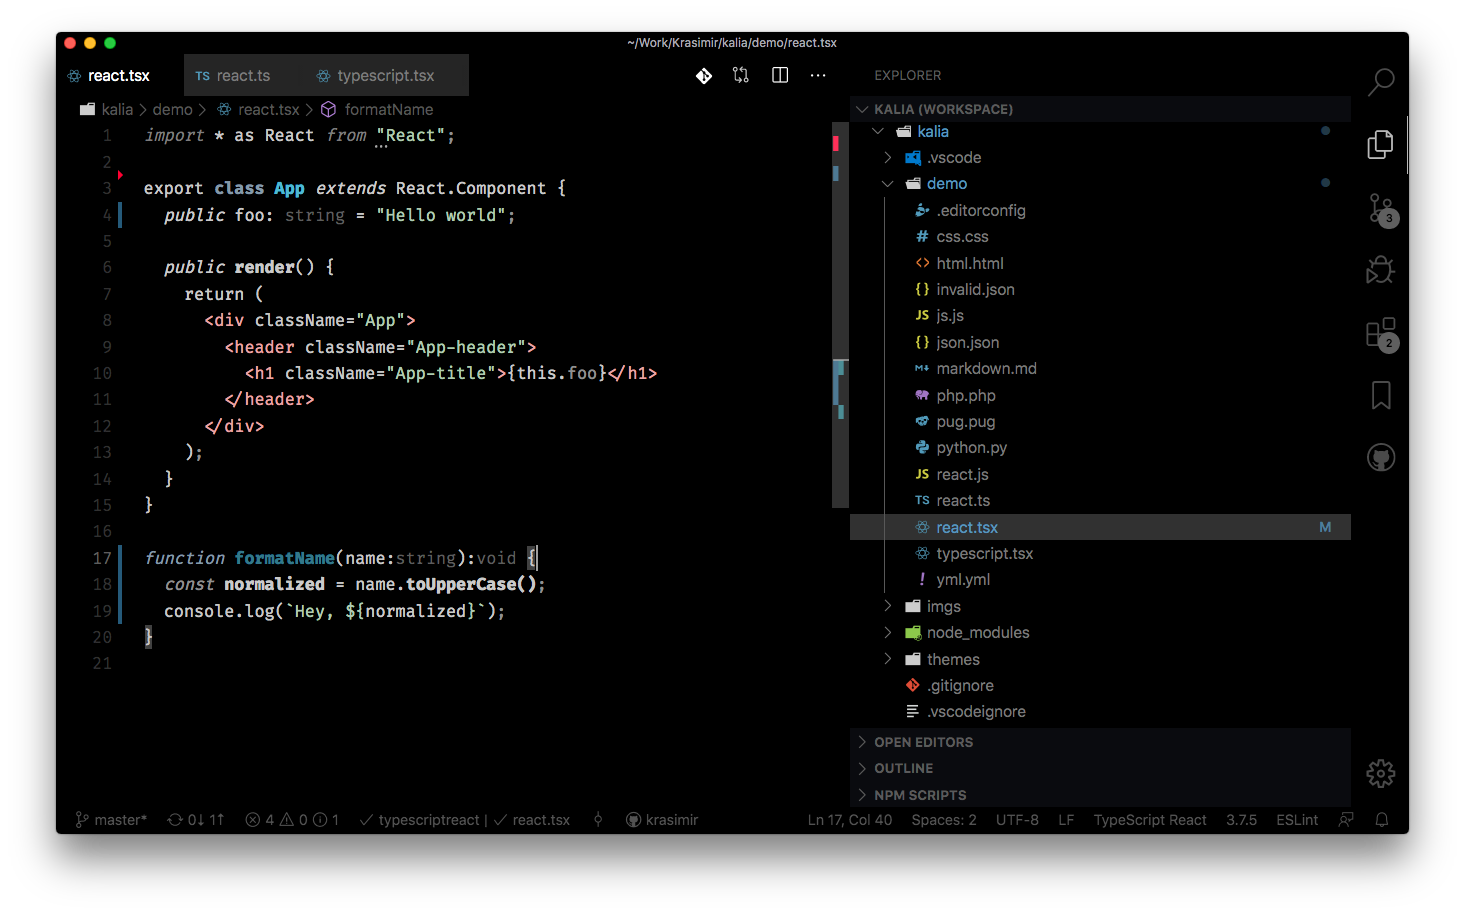 ~/Work/Krasimir/kalia/demo/react.tsx
react.tsx
TS react.ts
typescript.tsx
kalia > demo > react.tsx > formatName
1 import * as React from "React";
2
3 export class App extends React.Component {
4 public foo: string = "Hello world";
5
6 public render() {
7 return (
8 <div className="App">
9 <header className="App-header">
10 <h1 className="App-title">{this.foo}</h1>
11 </header>
12 </div>
13 );
14 }
15 }
16
17 function formatName(name:string):void {
18 const normalized = name.toUpperCase();
19 console.log(`Hey, ${normalized}`);
20 }
21
EXPLORER
KALIA (WORKSPACE)
kalia
.vscode
demo
.editorconfig
# css.css
<> html.html
{} invalid.json
JS js.js
{} json.json
M↓ markdown.md
php.php
pug.pug
python.py
JS react.js
TS react.ts
react.tsx M
typescript.tsx
! yml.yml
imgs
node_modules
themes
.gitignore
.vscodeignore
OPEN EDITORS
OUTLINE
NPM SCRIPTS
3
2
master* 0↓ 1↑ 4 0 1 ✓ typescriptreact | ✓ react.tsx krasimir Ln 17, Col 40 Spaces: 2 UTF-8 LF TypeScript React 3.7.5 ESLint